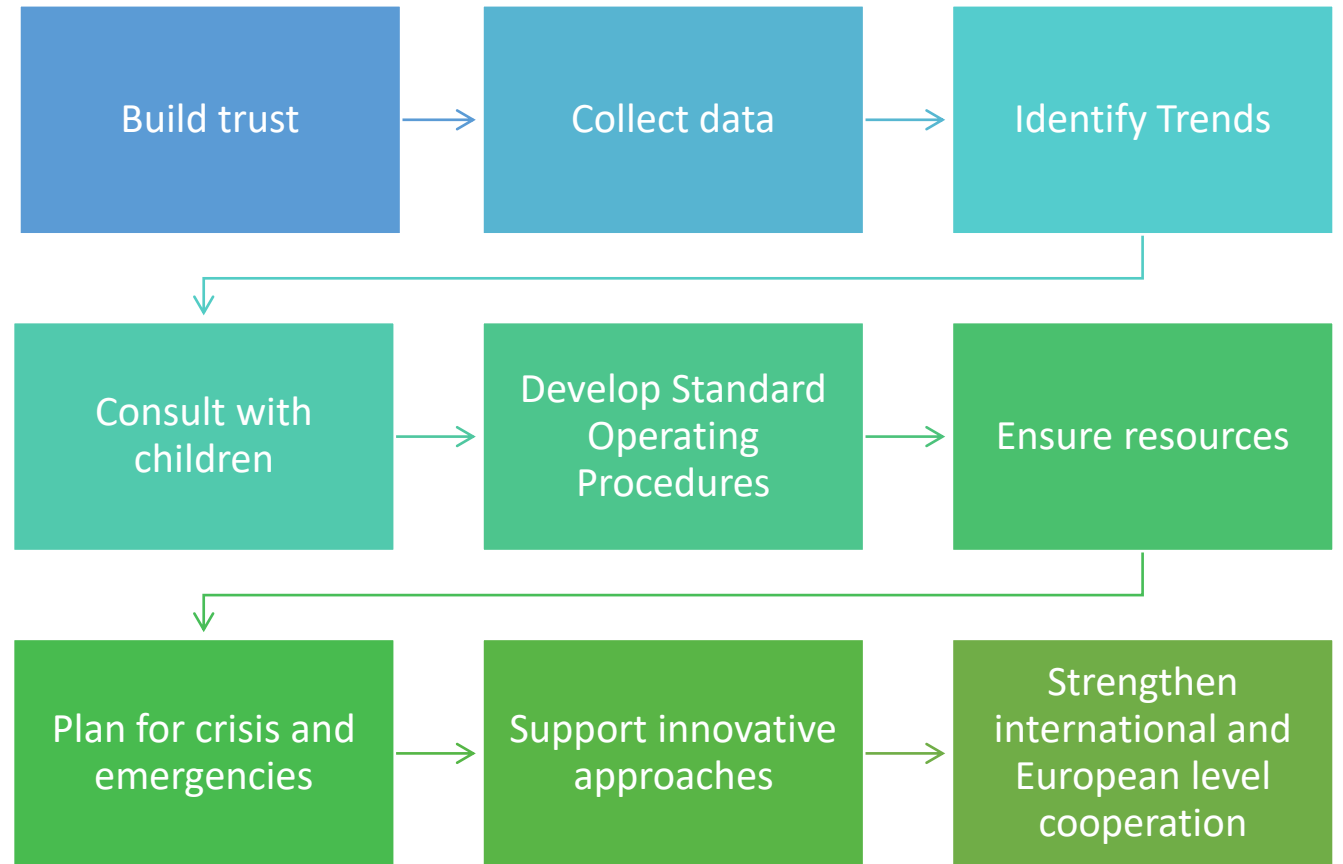 Build trust
Collect data
Identify Trends
Consult with
children
Develop Standard
Operating
Procedures
Ensure resources
Plan for crisis and
emergencies
Support innovative
approaches
Strengthen
international and
European level
cooperation